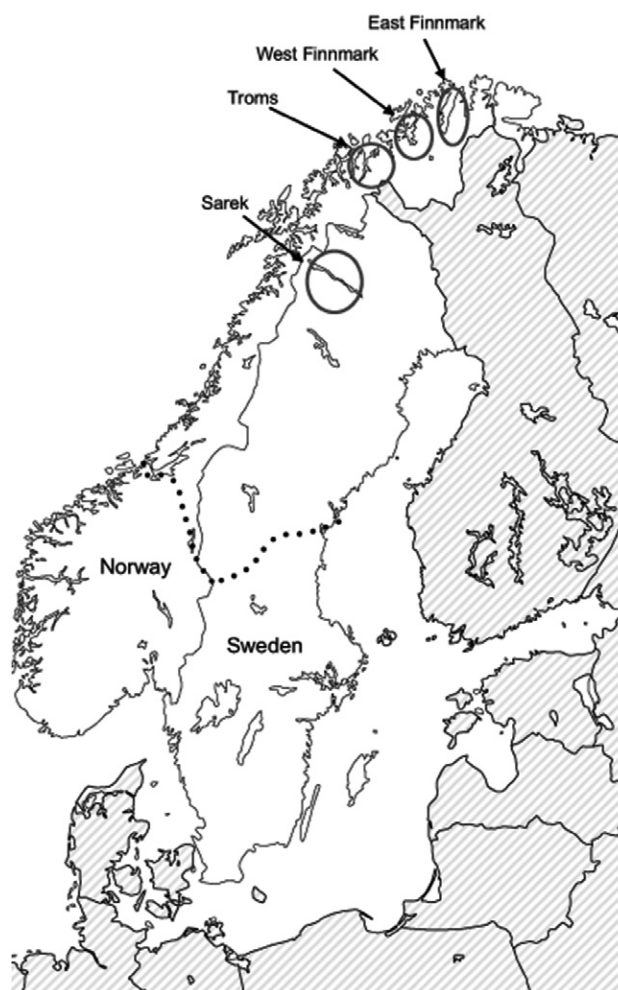 East Finnmark
West Finnmark
Troms
Sarek
Norway
Sweden